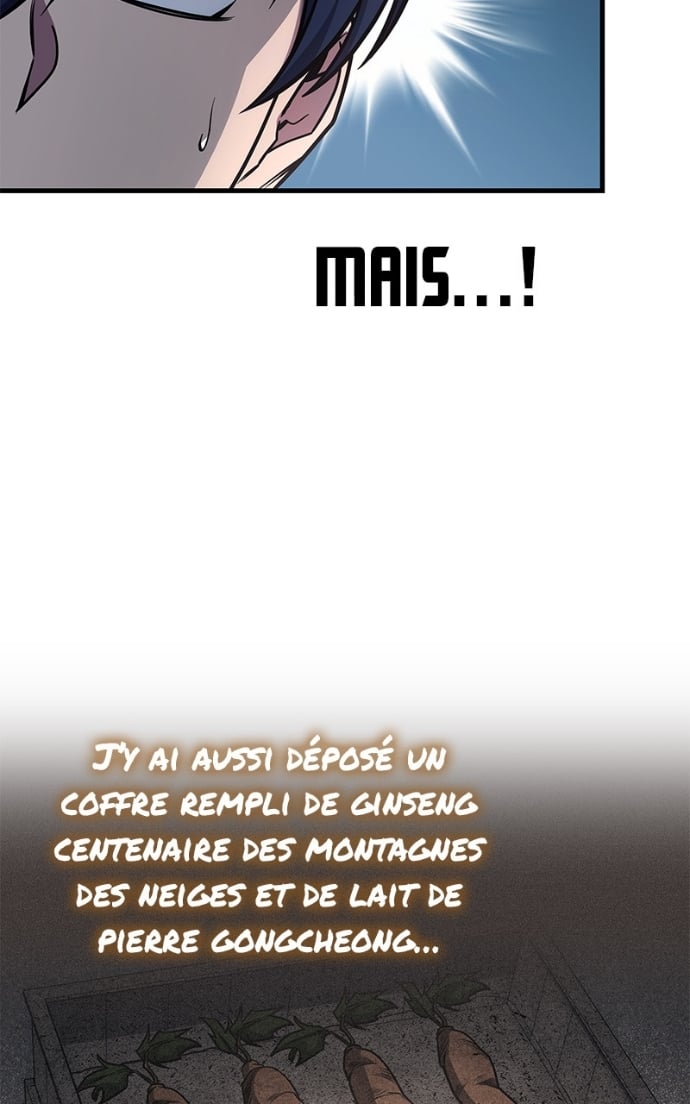 MAIS...!
J'Y AI AUSSI DÉPOSÉ UN
COFFRE REMPLI DE GINSENG
CENTENAIRE DES MONTAGNES
DES NEIGES ET DE LAIT DE
PIERRE GONGCHEONG...